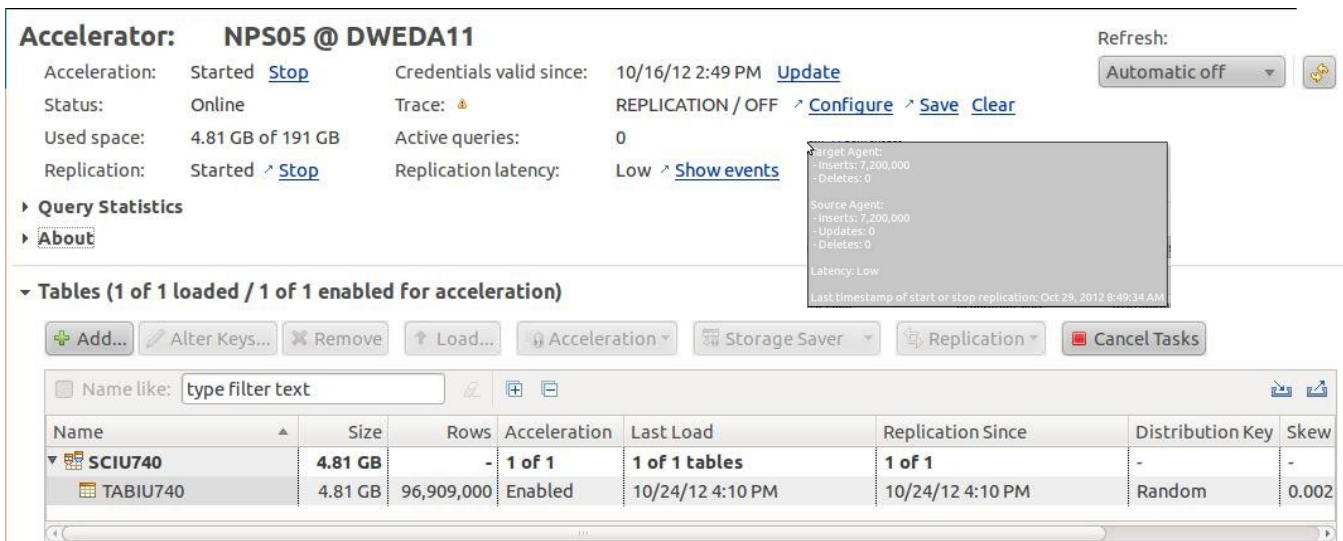 Accelerator: NPS05 @ DWEDA11
Refresh:
Acceleration: Started Stop Credentials valid since: 10/16/12 2:49 PM Update Automatic off
Status: Online Trace: REPLICATION / OFF Configure Save Clear
Used space: 4.81 GB of 191 GB Active queries: 0
Replication: Started Stop Replication latency: Low Show events
Target Agent:
- Inserts: 7,200,000
- Deletes: 0
Source Agent:
- Inserts: 7,200,000
- Updates: 0
- Deletes: 0
Latency: Low
Last timestamp of start or stop replication: Oct 29, 2012 8:49:34 AM
Query Statistics
About
Tables (1 of 1 loaded / 1 of 1 enabled for acceleration)
Add... Alter Keys... Remove Load... Acceleration Storage Saver Replication Cancel Tasks
Name like: type filter text
Name Size Rows Acceleration Last Load Replication Since Distribution Key Skew
SCIU740 4.81 GB - 1 of 1 1 of 1 tables 1 of 1 - -
TABIU740 4.81 GB 96,909,000 Enabled 10/24/12 4:10 PM 10/24/12 4:10 PM Random 0.002